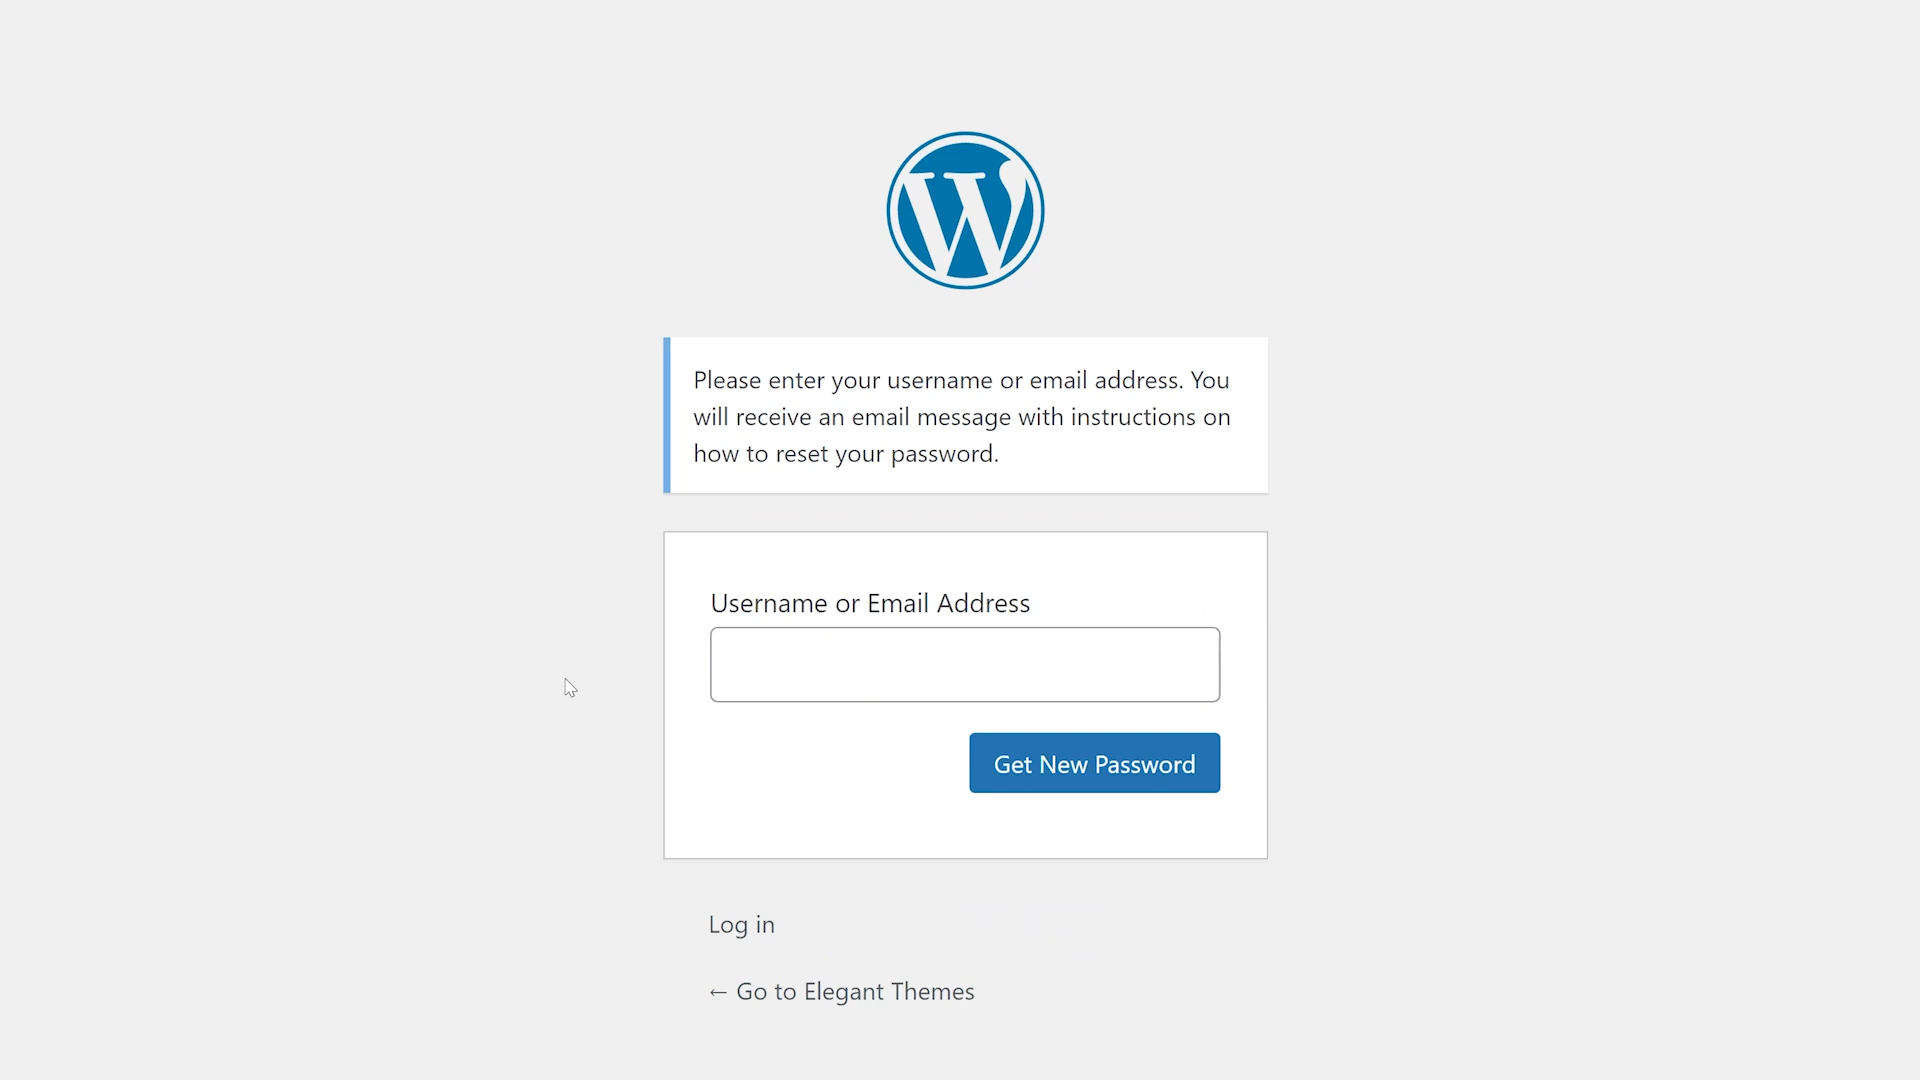 Please enter your username or email address. You
will receive an email message with instructions on
how to reset your password.
Username or Email Address
Get New Password
Log in
← Go to Elegant Themes